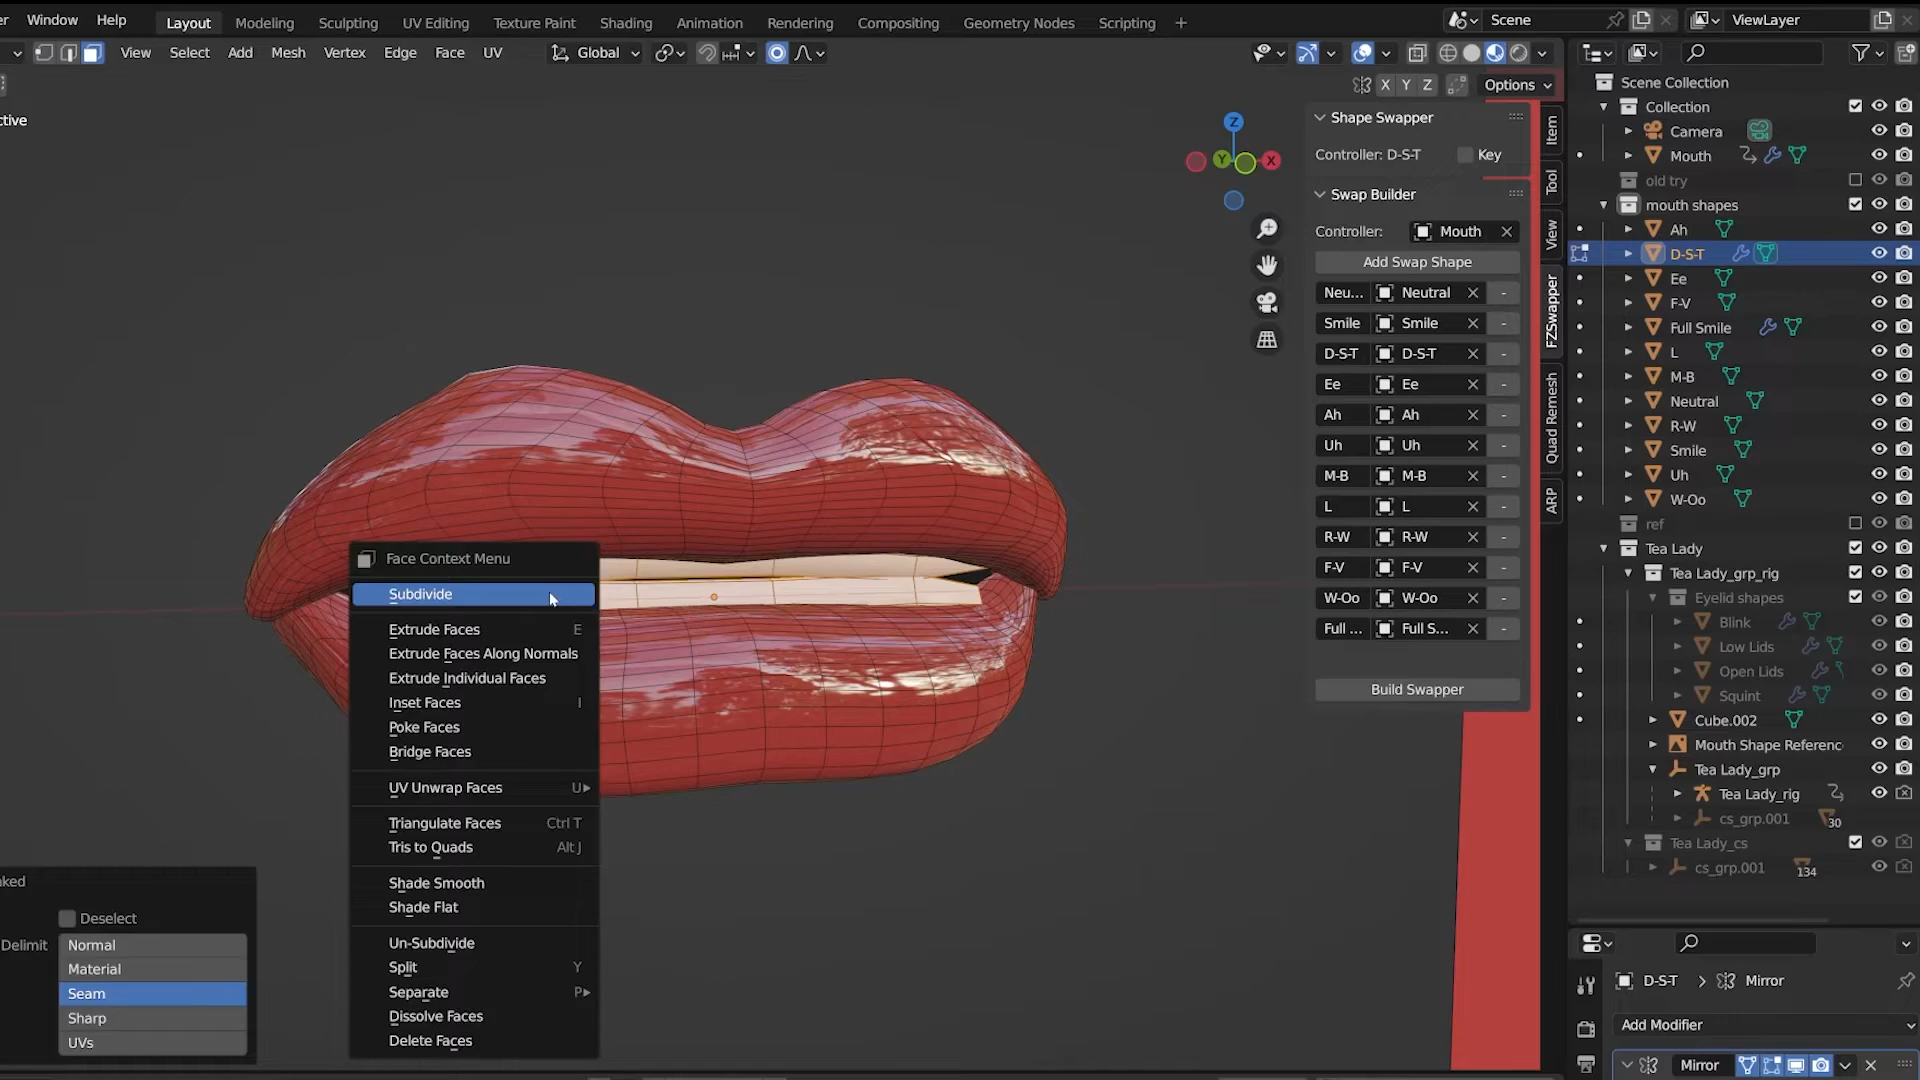 er Window Help Layout Modeling Sculpting UV Editing Texture Paint Shading Animation Rendering Compositing Geometry Nodes Scripting + Scene ViewLayer
View Select Add Mesh Vertex Edge Face UV Global
X Y Z Options
ctive
Z
Y
X
Shape Swapper
Controller: D-S-T Key
Swap Builder
Controller: Mouth
Add Swap Shape
Neu... Neutral -
Smile Smile -
D-S-T D-S-T -
Ee Ee -
Ah Ah -
Uh Uh -
M-B M-B -
L L -
R-W R-W -
F-V F-V -
W-Oo W-Oo -
Full ... Full S... -
Build Swapper
Item
Tool
View
FZSwapper
Quad Remesh
ARP
Scene Collection
Collection
Camera
Mouth
old try
mouth shapes
Ah
D-S-T
Ee
F-V
Full Smile
L
M-B
Neutral
R-W
Smile
Uh
W-Oo
ref
Tea Lady
Tea Lady_grp_rig
Eyelid shapes
Blink
Low Lids
Open Lids
Squint
Cube.002
Mouth Shape Referenc
Tea Lady_grp
Tea Lady_rig
cs_grp.001 30
Tea Lady_cs
cs_grp.001 134
D-S-T Mirror
Add Modifier
Mirror
Face Context Menu
Subdivide
Extrude Faces E
Extrude Faces Along Normals
Extrude Individual Faces
Inset Faces I
Poke Faces
Bridge Faces
UV Unwrap Faces U
Triangulate Faces Ctrl T
Tris to Quads Alt J
Shade Smooth
Shade Flat
Un-Subdivide
Split Y
Separate P
Dissolve Faces
Delete Faces
ked
Deselect
Delimit Normal
Material
Seam
Sharp
UVs